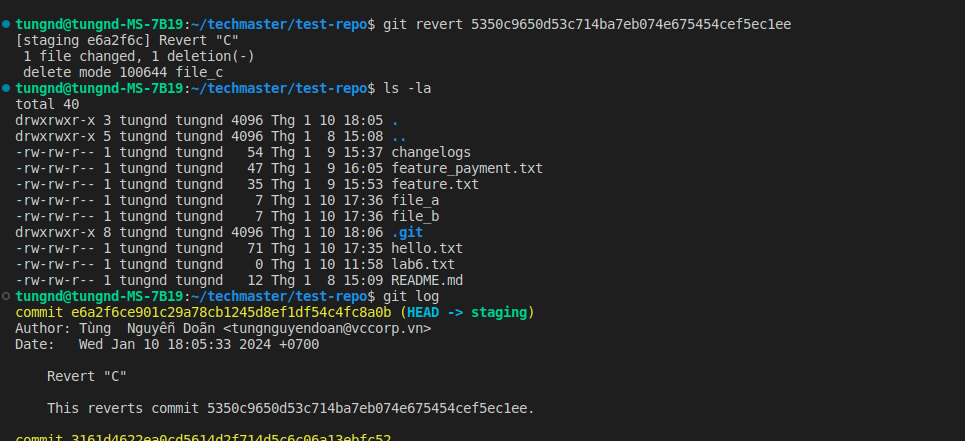 tungnd@tungnd-MS-7B19:~/techmaster/test-repo$ git revert 5350c9650d53c714ba7eb074e675454cef5ec1ee
[staging e6a2f6c] Revert "C"
 1 file changed, 1 deletion(-)
 delete mode 100644 file_c
tungnd@tungnd-MS-7B19:~/techmaster/test-repo$ ls -la
total 40
drwxrwxr-x 3 tungnd tungnd 4096 Thg 1 10 18:05 .
drwxrwxr-x 5 tungnd tungnd 4096 Thg 1  8 15:08 ..
-rw-rw-r-- 1 tungnd tungnd   54 Thg 1  9 15:37 changelogs
-rw-rw-r-- 1 tungnd tungnd   47 Thg 1  9 16:05 feature_payment.txt
-rw-rw-r-- 1 tungnd tungnd   35 Thg 1  9 15:53 feature.txt
-rw-rw-r-- 1 tungnd tungnd    7 Thg 1 10 17:36 file_a
-rw-rw-r-- 1 tungnd tungnd    7 Thg 1 10 17:36 file_b
drwxrwxr-x 8 tungnd tungnd 4096 Thg 1 10 18:06 .git
-rw-rw-r-- 1 tungnd tungnd   71 Thg 1 10 17:35 hello.txt
-rw-rw-r-- 1 tungnd tungnd    0 Thg 1 10 11:58 lab6.txt
-rw-rw-r-- 1 tungnd tungnd   12 Thg 1  8 15:09 README.md
tungnd@tungnd-MS-7B19:~/techmaster/test-repo$ git log
commit e6a2f6ce901c29a78cb1245d8ef1df54c4fc8a0b (HEAD -> staging)
Author: Tùng  Nguyễn Doãn <tungnguyendoan@vccorp.vn>
Date:   Wed Jan 10 18:05:33 2024 +0700
    Revert "C"
    This reverts commit 5350c9650d53c714ba7eb074e675454cef5ec1ee.
commit 3161d4622ea0cd5614d2f714d5c6c06a13ebfc52